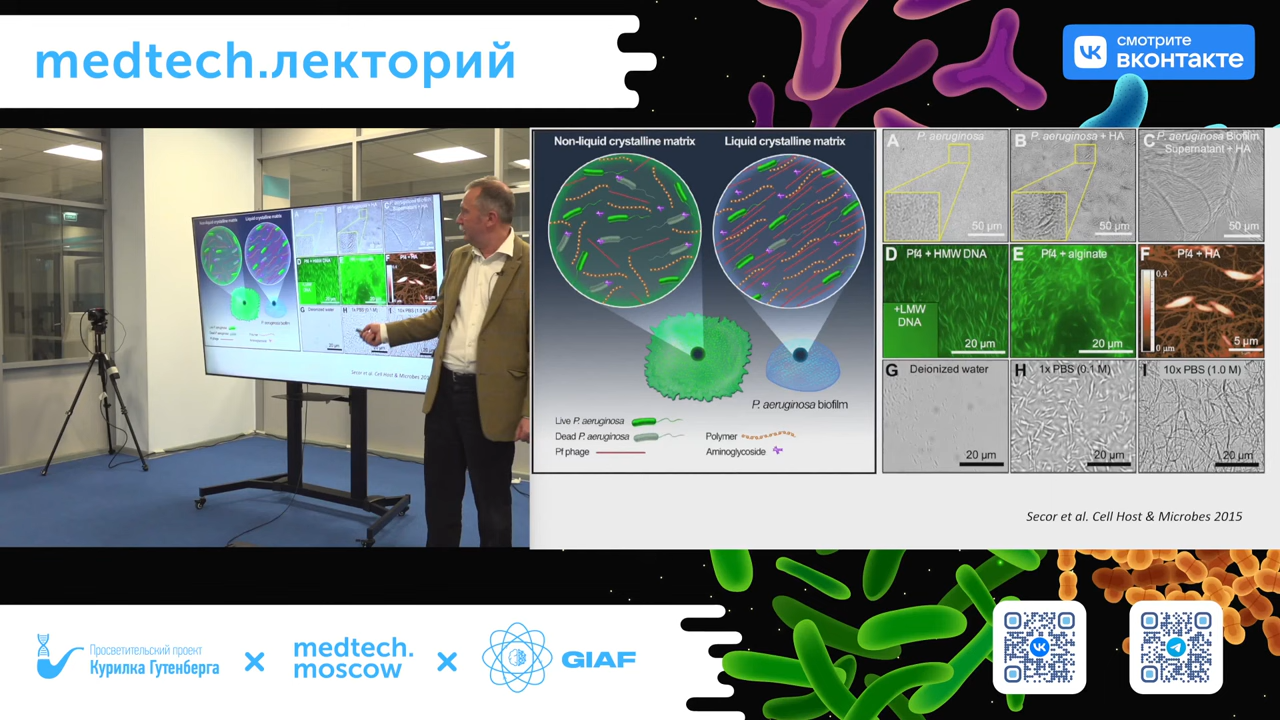 medtech.лекторий
смотрите
вконтакте
Non-liquid crystalline matrix
Liquid crystalline matrix
P. aeruginosa biofilm
Live P. aeruginosa
Dead P. aeruginosa
Pf phage
Polymer
Aminoglycoside
A P. aeruginosa
50 µm
B P. aeruginosa + HA
50 µm
C P. aeruginosa Biofilm
Supernatant + HA
50 µm
D Pf4 + HMW DNA
+LMW
DNA
20 µm
E Pf4 + alginate
20 µm
F Pf4 + HA
0.4
0 µm
5 µm
G Deionized water
20 µm
H 1x PBS (0.1 M)
20 µm
I 10x PBS (1.0 M)
20 µm
Secor et al. Cell Host & Microbes 2015
Просветительский проект
Курилка Гутенберга
×
medtech.
moscow
×
GIAF